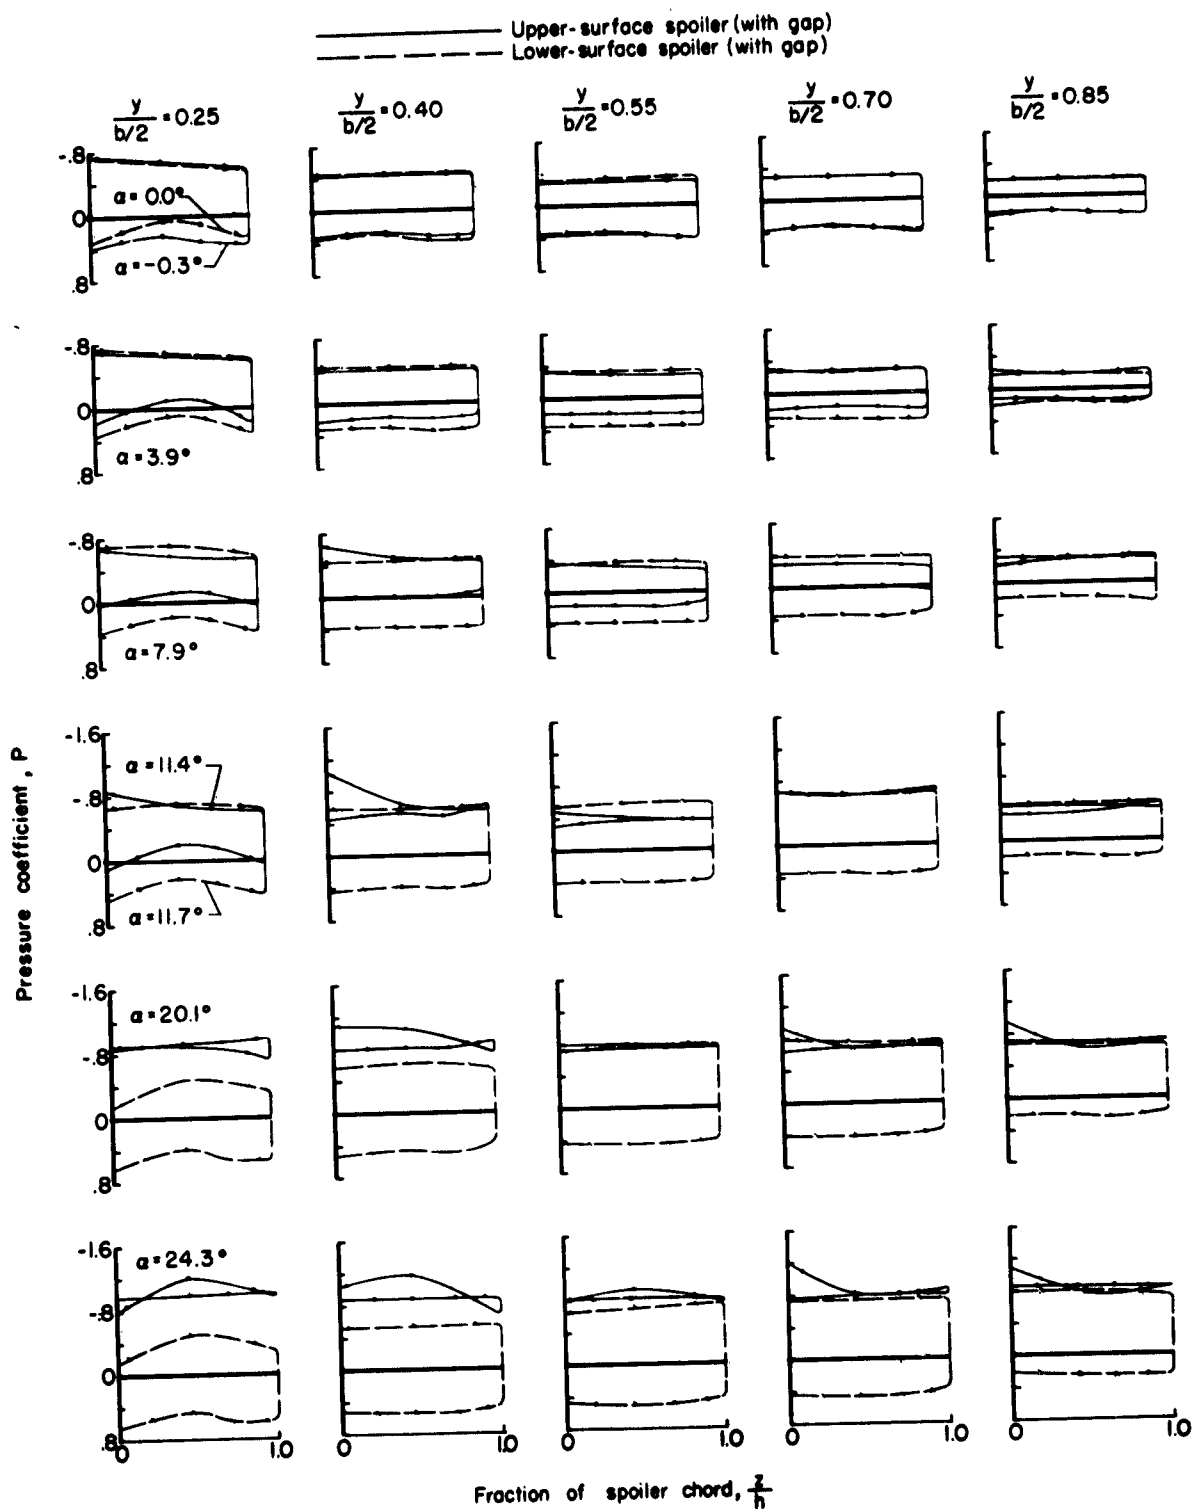 Upper-surface spoiler (with gap)
Lower-surface spoiler (with gap)
y/b/2 = 0.25 y/b/2 = 0.40 y/b/2 = 0.55 y/b/2 = 0.70 y/b/2 = 0.85
-.8
α = 0.0°
0
α = -0.3°
.8
-.8
0
α = 3.9°
.8
-.8
0
α = 7.9°
.8
-1.6
α = 11.4°
-.8
0
α = 11.7°
.8
-1.6
α = 20.1°
-.8
0
.8
-1.6
α = 24.3°
-.8
0
.8
0 1.0 0 1.0 0 1.0 0 1.0 0 1.0
Pressure coefficient, P
Fraction of spoiler chord, z/h